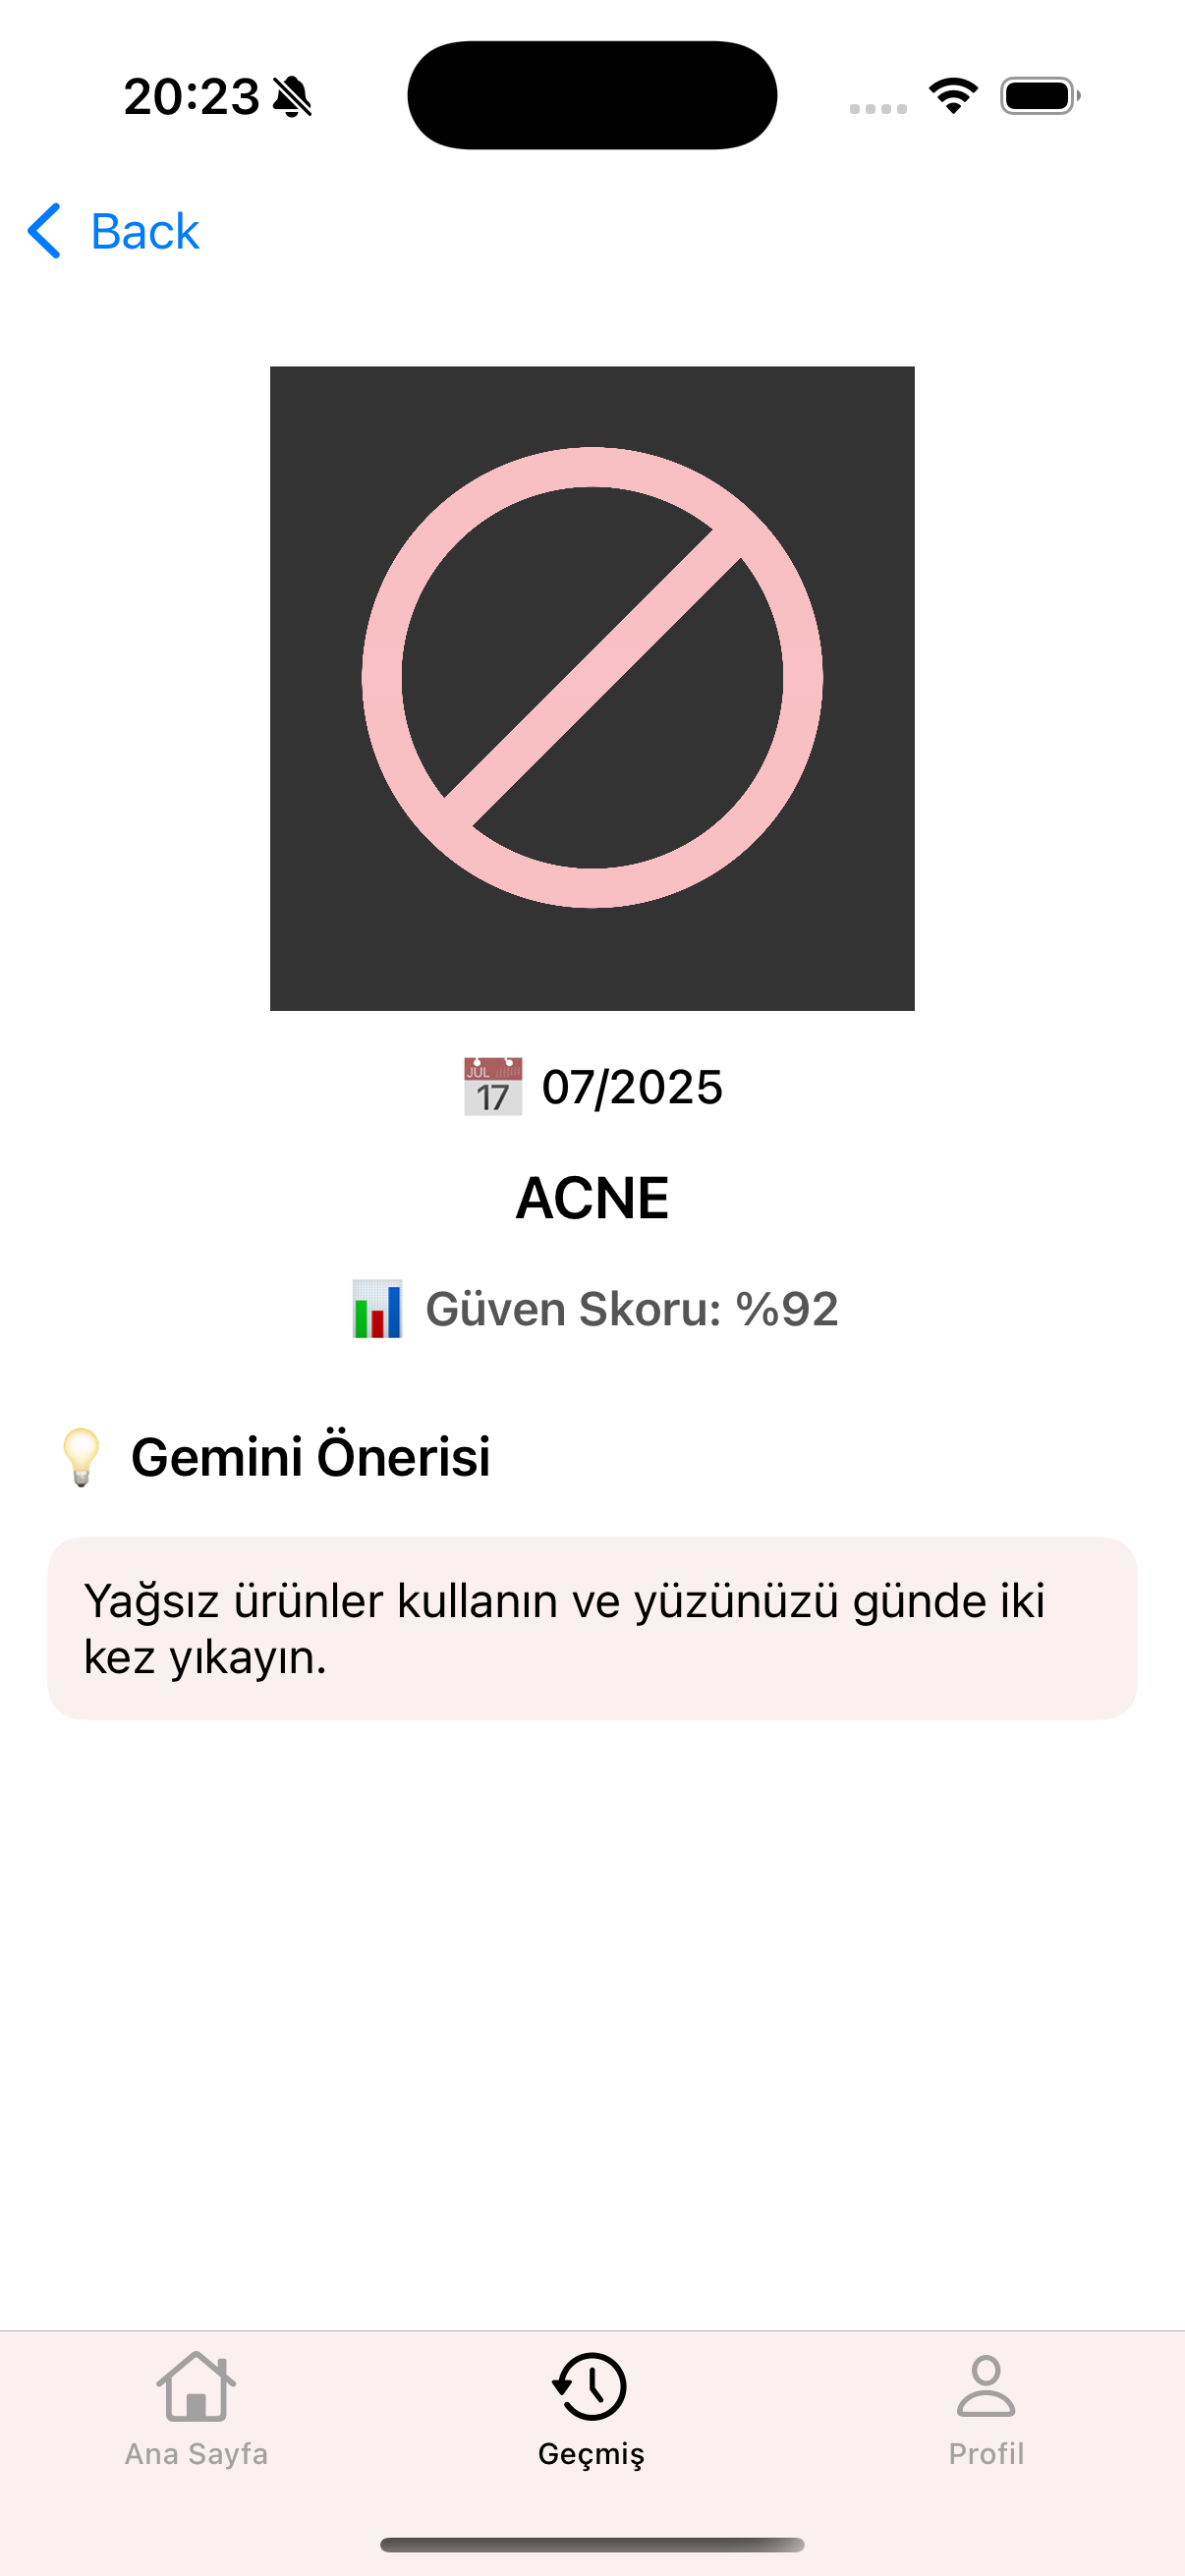 20:23
Back
JUL
17
07/2025
ACNE
Güven Skoru: %92
Gemini Önerisi
Yağsız ürünler kullanın ve yüzünüzü günde iki
kez yıkayın.
Ana Sayfa
Geçmiş
Profil